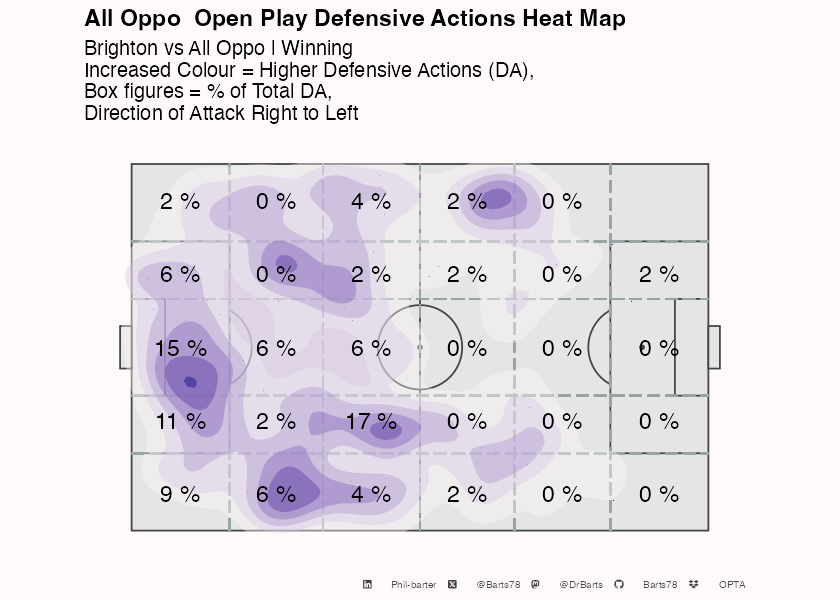 All Oppo  Open Play Defensive Actions Heat Map
Brighton vs All Oppo | Winning
Increased Colour = Higher Defensive Actions (DA),
Box figures = % of Total DA,
Direction of Attack Right to Left
2 % 0 % 4 % 2 % 0 %
6 % 0 % 2 % 2 % 0 % 2 %
15 % 6 % 6 % 0 % 0 % 0 %
11 % 2 % 17 % 0 % 0 % 0 %
9 % 6 % 4 % 2 % 0 % 0 %
Phil-barter @Barts78 @DrBarts Barts78 OPTA